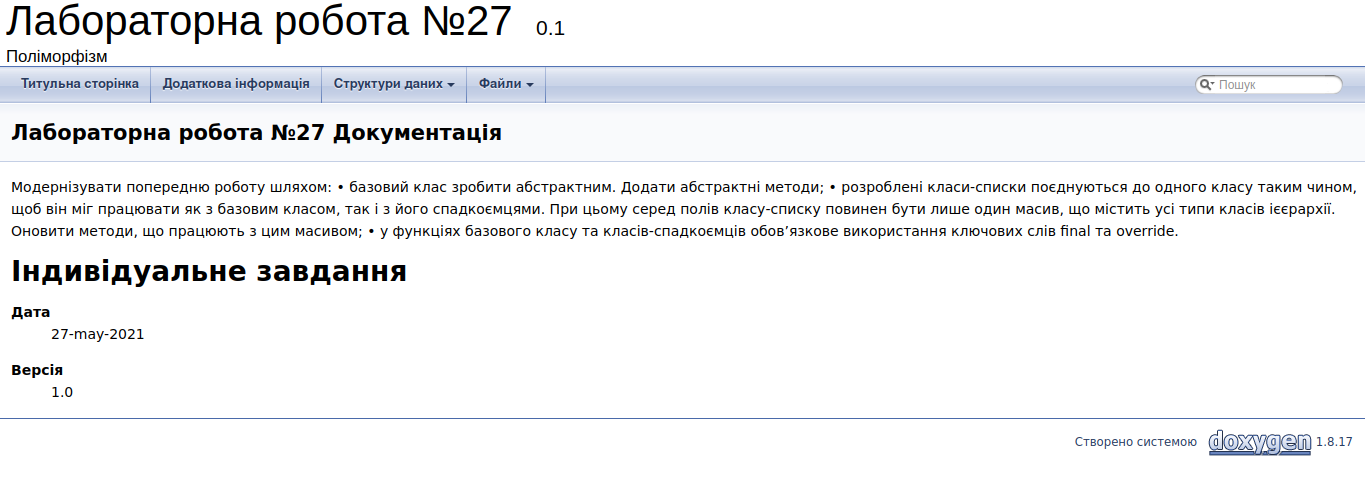 Лабораторна робота №27 0.1
Поліморфізм
Титульна сторінка Додаткова інформація Структури даних Файли Пошук
Лабораторна робота №27 Документація
Модернізувати попередню роботу шляхом: • базовий клас зробити абстрактним. Додати абстрактні методи; • розроблені класи-списки поєднуються до одного класу таким чином,
щоб він міг працювати як з базовим класом, так і з його спадкоємцями. При цьому серед полів класу-списку повинен бути лише один масив, що містить усі типи класів ієєрархії.
Оновити методи, що працюють з цим масивом; • у функціях базового класу та класів-спадкоємців обов’язкове використання ключових слів final та override.
Індивідуальне завдання
Дата
27-may-2021
Версія
1.0
Створено системою doxygen 1.8.17